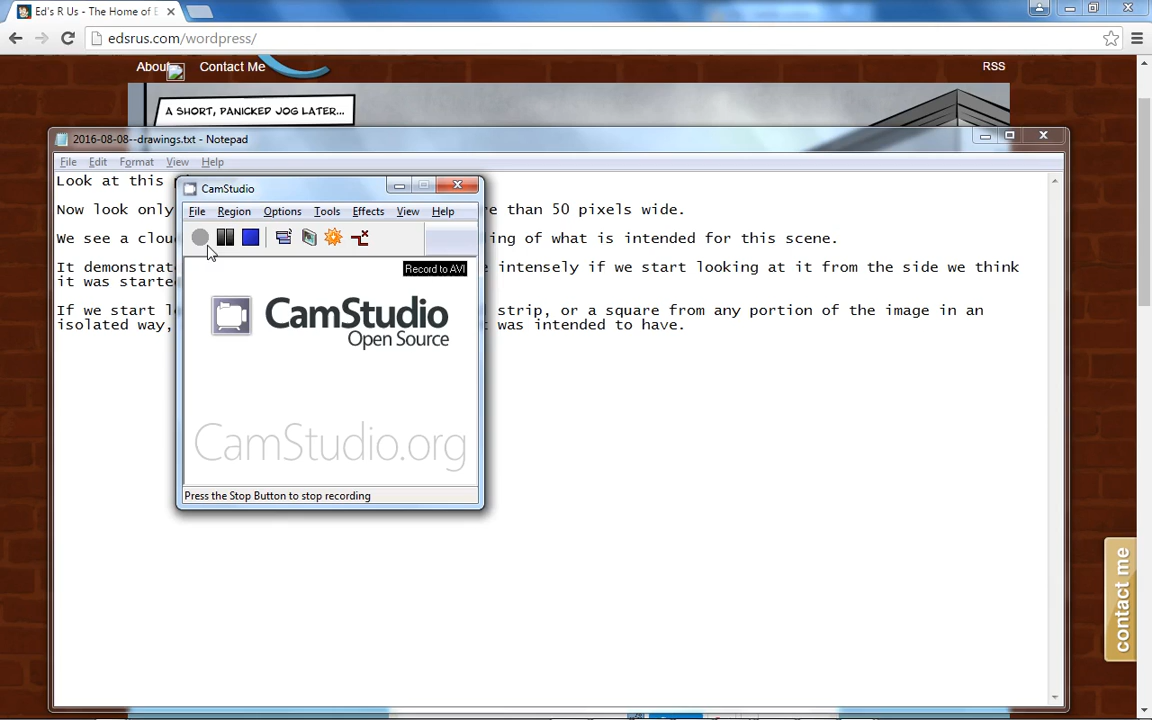 Ed's R Us - The Home of E
edsrus.com/wordpress/
About
Contact Me
RSS
A SHORT, PANICKED JOG LATER...
2016-08-08--drawings.txt - Notepad
File Edit Format View Help
Look at this
CamStudio
Now look only
re than 50 pixels wide.
File Region Options Tools Effects View Help
We see a clou
ing of what is intended for this scene.
It demonstrat
e intensely if we start looking at it from the side we think
it was starte
Record to AVI
If we start l
strip, or a square from any portion of the image in an
isolated way,
t was intended to have.
CamStudio
Open Source
CamStudio.org
Press the Stop Button to stop recording
contact me